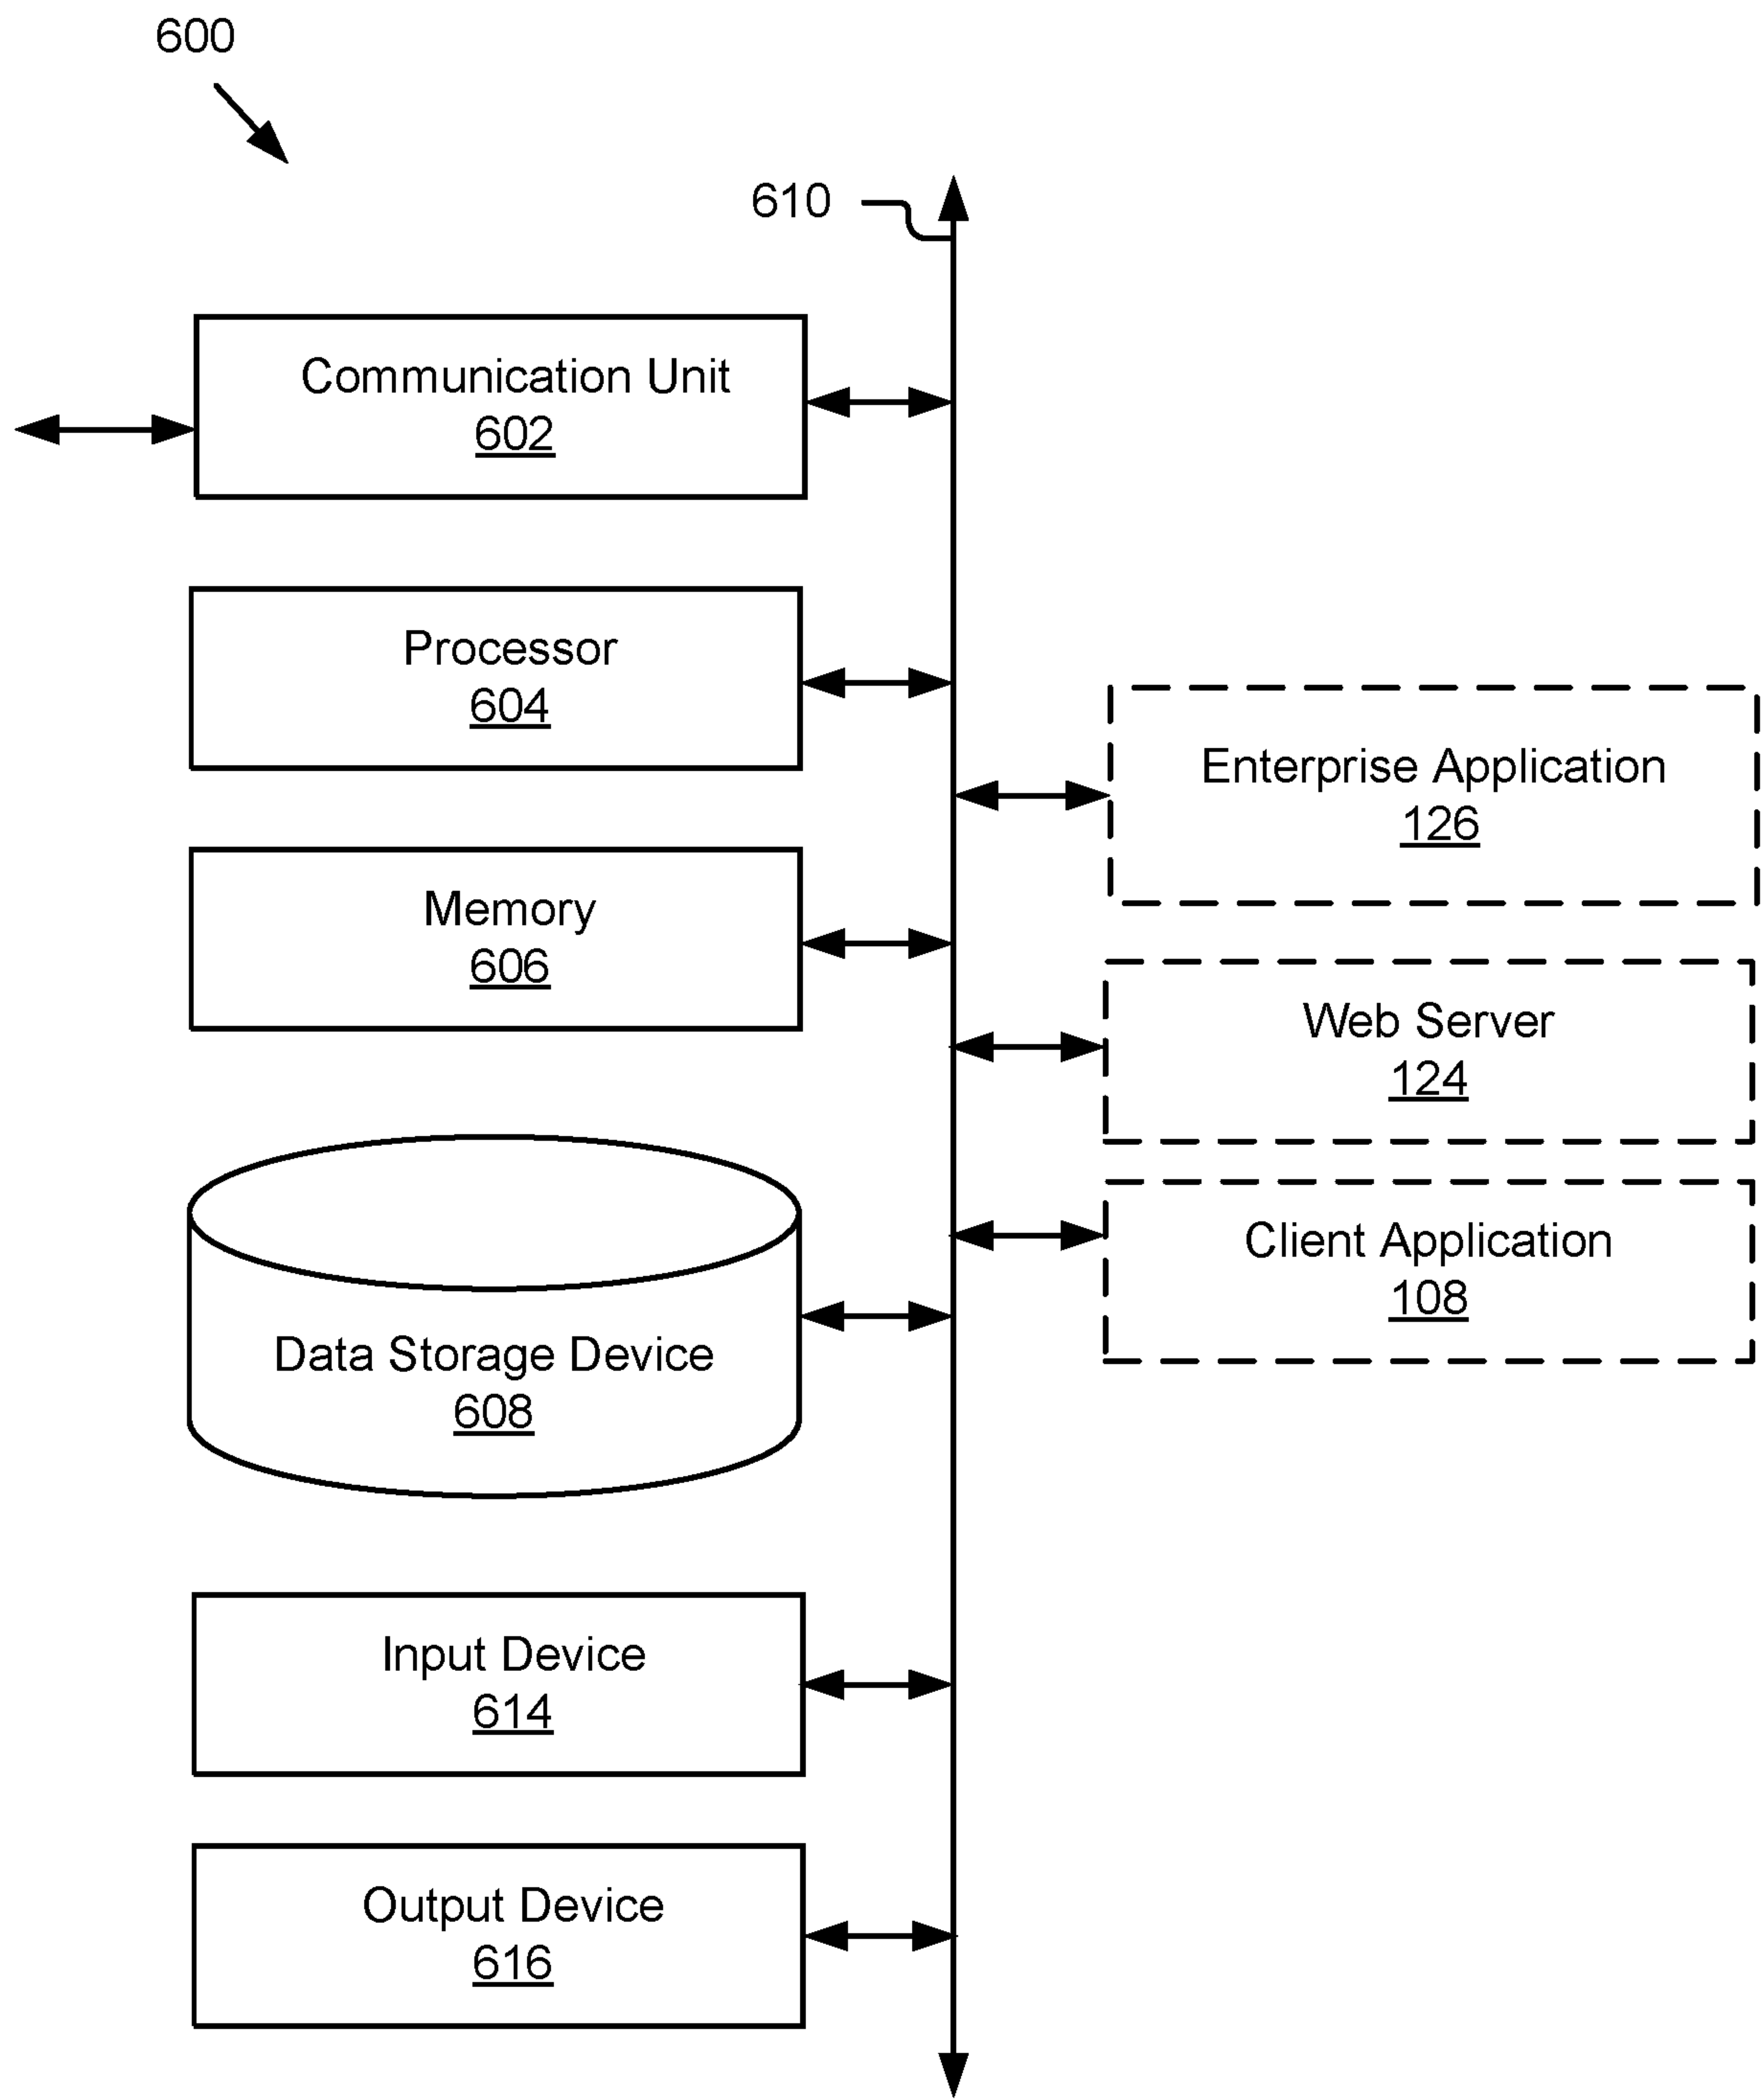 600
610
Communication Unit
602
Processor
604
Enterprise Application
126
Memory
606
Web Server
124
Client Application
108
Data Storage Device
608
Input Device
614
Output Device
616